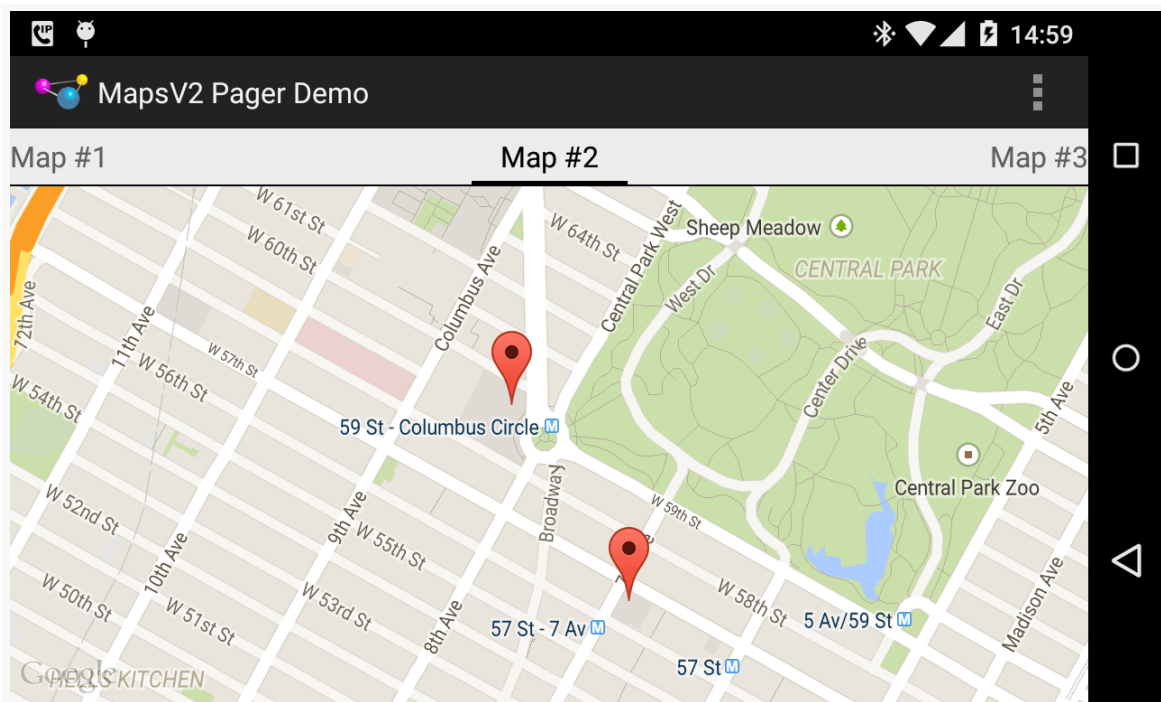 14:59
MapsV2 Pager Demo
Map #1
Map #2
Map #3
W 61st St
W 60th St
W 64th St
Central Park West
Sheep Meadow
CENTRAL PARK
West Dr
East Dr
Columbus Ave
12th Ave
11th Ave
W 57th St
W 56th St
W 54th St
Center Drive
5th Ave
59 St - Columbus Circle M
Central Park Zoo
W 52nd St
9th Ave
W 55th St
Broadway
W 59th St
10th Ave
W 50th St
W 51st St
W 53rd St
8th Ave
W 58th St
Madison Ave
57 St - 7 Av M
5 Av/59 St M
57 St M
Google
HELL'S KITCHEN